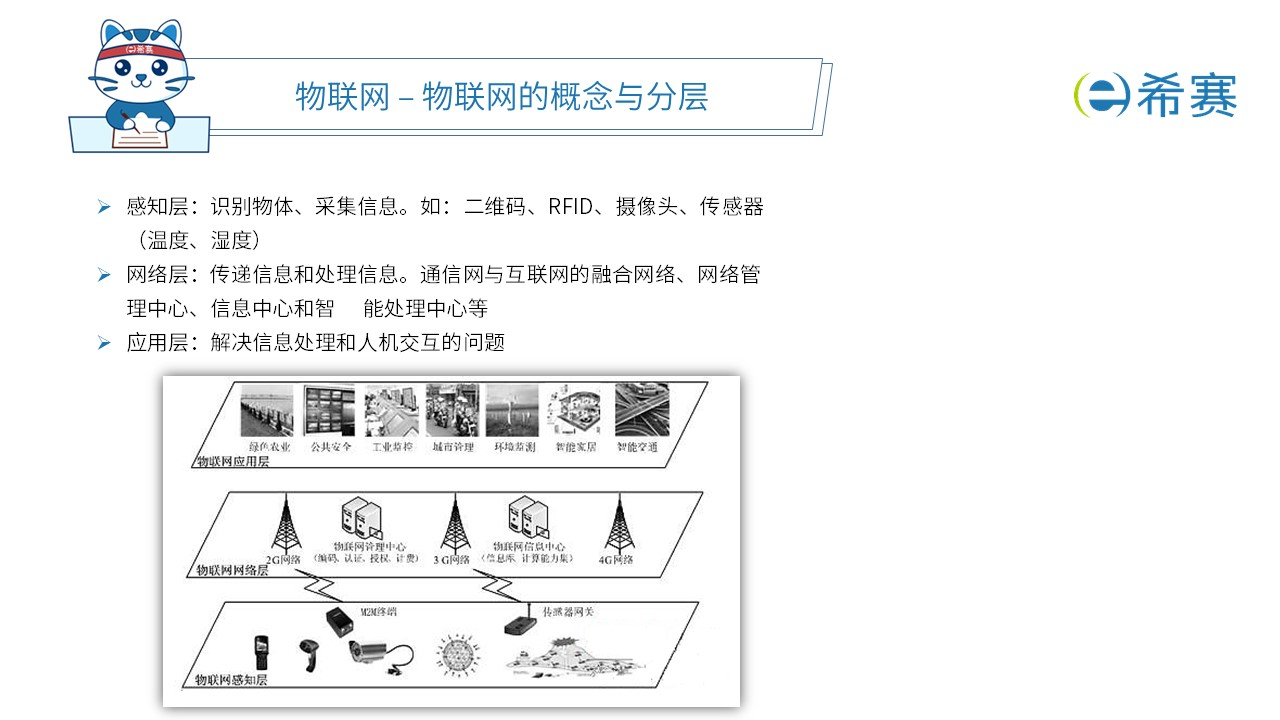 希赛
物联网 – 物联网的概念与分层
希赛
感知层：识别物体、采集信息。如：二维码、RFID、摄像头、传感器
（温度、湿度）
网络层：传递信息和处理信息。通信网与互联网的融合网络、网络管
理中心、信息中心和智 能处理中心等
应用层：解决信息处理和人机交互的问题
绿色农业 公共安全 工业监控 城市管理 环境监测 智能家居 智能交通
物联网应用层
物联网管理中心 物联网信息中心
2G网络 （编码、认证、授权、计费） 3G网络 （信息库、计算能力集） 4G网络
物联网网络层
M2M终端 传感器网关
物联网感知层